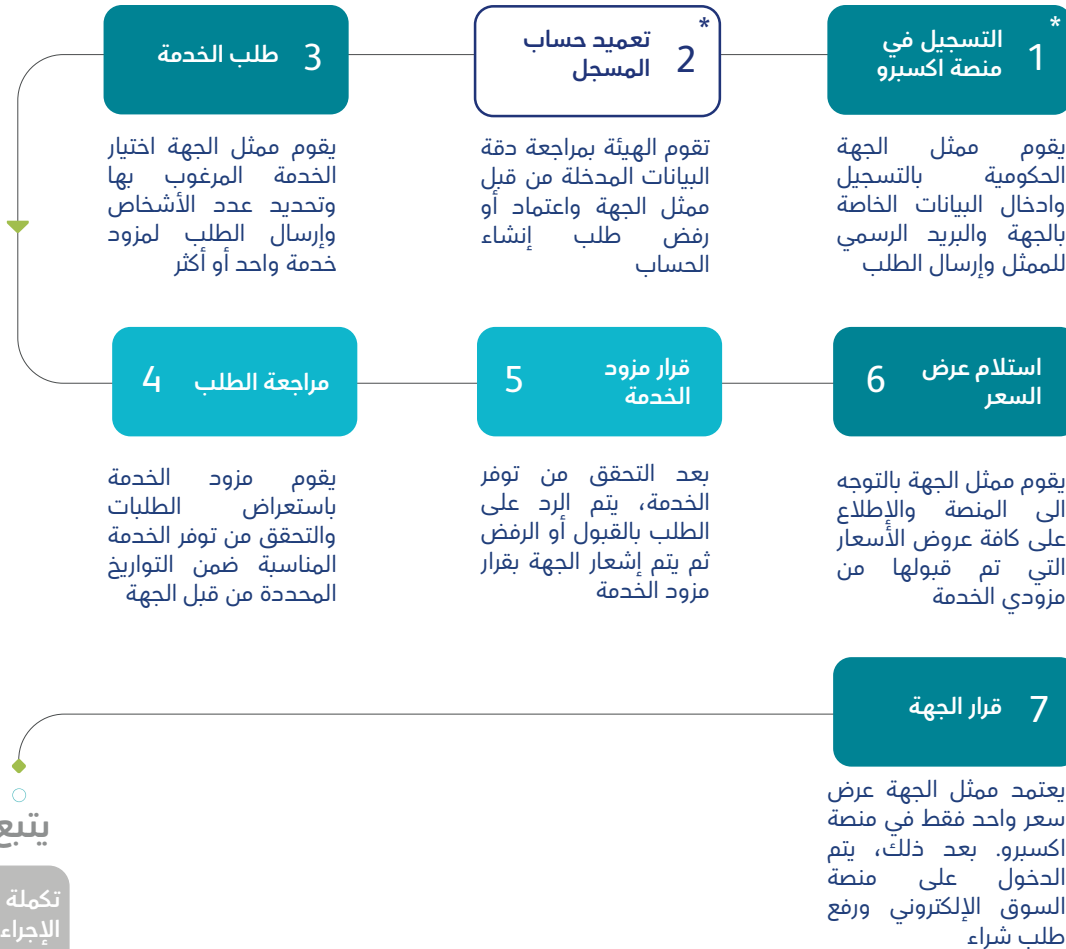 *
1
التسجيل في
منصة اكسبرو
يقوم ممثل الجهة
الحكومية بالتسجيل
وادخال البيانات الخاصة
بالجهة والبريد الرسمي
للممثل وإرسال الطلب
*
2
تعميد حساب
المسجل
تقوم الهيئة بمراجعة دقة
البيانات المدخلة من قبل
ممثل الجهة واعتماد أو
رفض طلب إنشاء
الحساب
3 طلب الخدمة
يقوم ممثل الجهة اختيار
الخدمة المرغوب بها
وتحديد عدد الأشخاص
وإرسال الطلب لمزود
خدمة واحد أو أكثر
مراجعة الطلب 4
يقوم مزود الخدمة
باستعراض الطلبات
والتحقق من توفر الخدمة
المناسبة ضمن التواريخ
المحددة من قبل الجهة
قرار مزود
الخدمة
5
بعد التحقق من توفر
الخدمة، يتم الرد على
الطلب بالقبول أو الرفض
ثم يتم إشعار الجهة بقرار
مزود الخدمة
استلام عرض
السعر
6
يقوم ممثل الجهة بالتوجه
الى المنصة والإطلاع
على كافة عروض الأسعار
التي تم قبولها من
مزودي الخدمة
7 قرار الجهة
يعتمد ممثل الجهة عرض
سعر واحد فقط في منصة
اكسبرو. بعد ذلك، يتم
الدخول على منصة
السوق الإلكتروني ورفع
طلب شراء
يتبع
تكملة
الإجراء